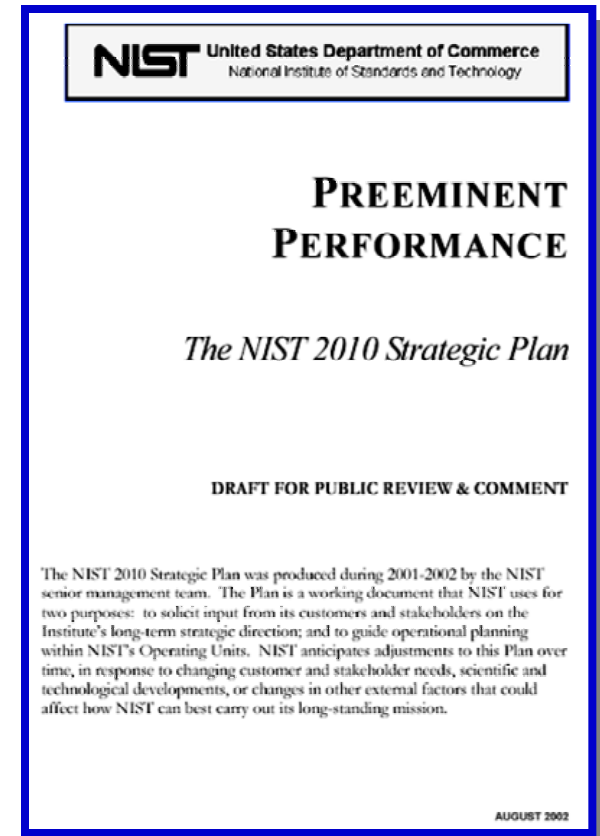 NIST United States Department of Commerce
National Institute of Standards and Technology
PREEMINENT
PERFORMANCE
The NIST 2010 Strategic Plan
DRAFT FOR PUBLIC REVIEW & COMMENT
The NIST 2010 Strategic Plan was produced during 2001-2002 by the NIST
senior management team. The Plan is a working document that NIST uses for
two purposes: to solicit input from its customers and stakeholders on the
Institute's long-term strategic direction; and to guide operational planning
within NIST's Operating Units. NIST anticipates adjustments to this Plan over
time, in response to changing customer and stakeholder needs, scientific and
technological developments, or changes in other external factors that could
affect how NIST can best carry out its long-standing mission.
AUGUST 2002